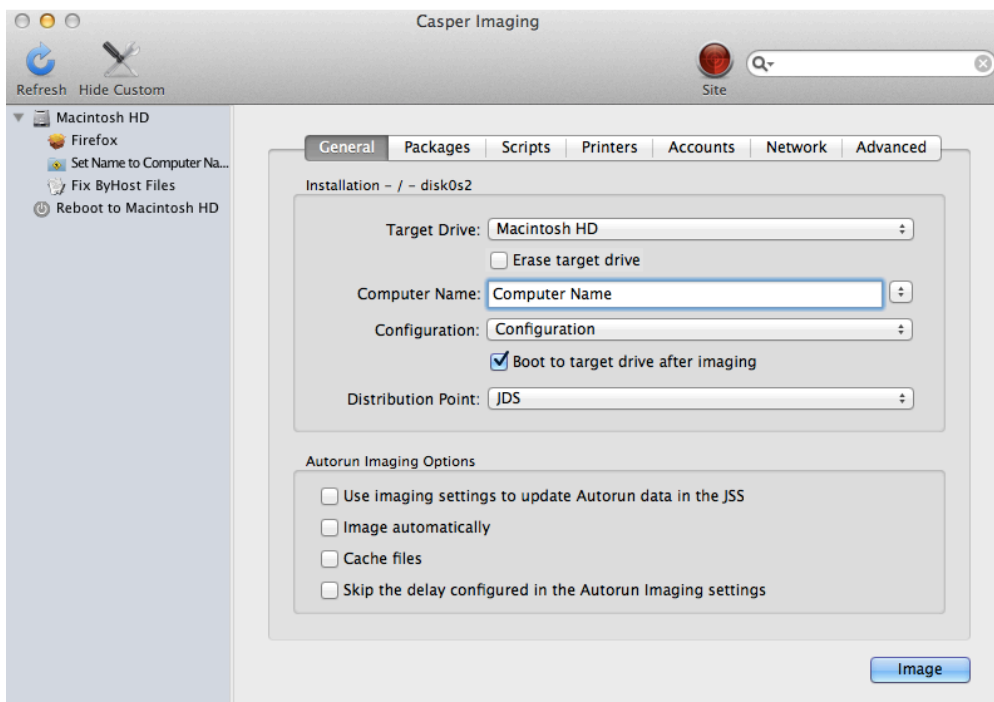 Casper Imaging
Refresh Hide Custom
Site
Macintosh HD
Firefox
Set Name to Computer Na...
Fix ByHost Files
Reboot to Macintosh HD
General Packages Scripts Printers Accounts Network Advanced
Installation - / - disk0s2
Target Drive: Macintosh HD
Erase target drive
Computer Name: Computer Name
Configuration: Configuration
Boot to target drive after imaging
Distribution Point: JDS
Autorun Imaging Options
Use imaging settings to update Autorun data in the JSS
Image automatically
Cache files
Skip the delay configured in the Autorun Imaging settings
Image